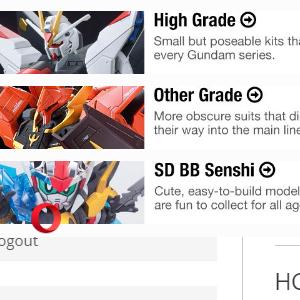 High Grade
Small but poseable kits tha
every Gundam series.
Other Grade
More obscure suits that di
their way into the main line
SD BB Senshi
Cute, easy-to-build model
are fun to collect for all ag
ogout
HO